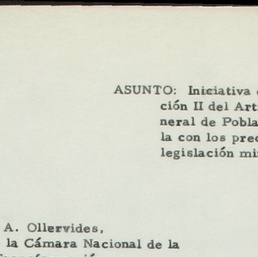 ASUNTO: Iniciativa
ción II del Art
neral de Pobla
la con los prec
legislación mi
A. Ollervides,
la Cámara Nacional de la